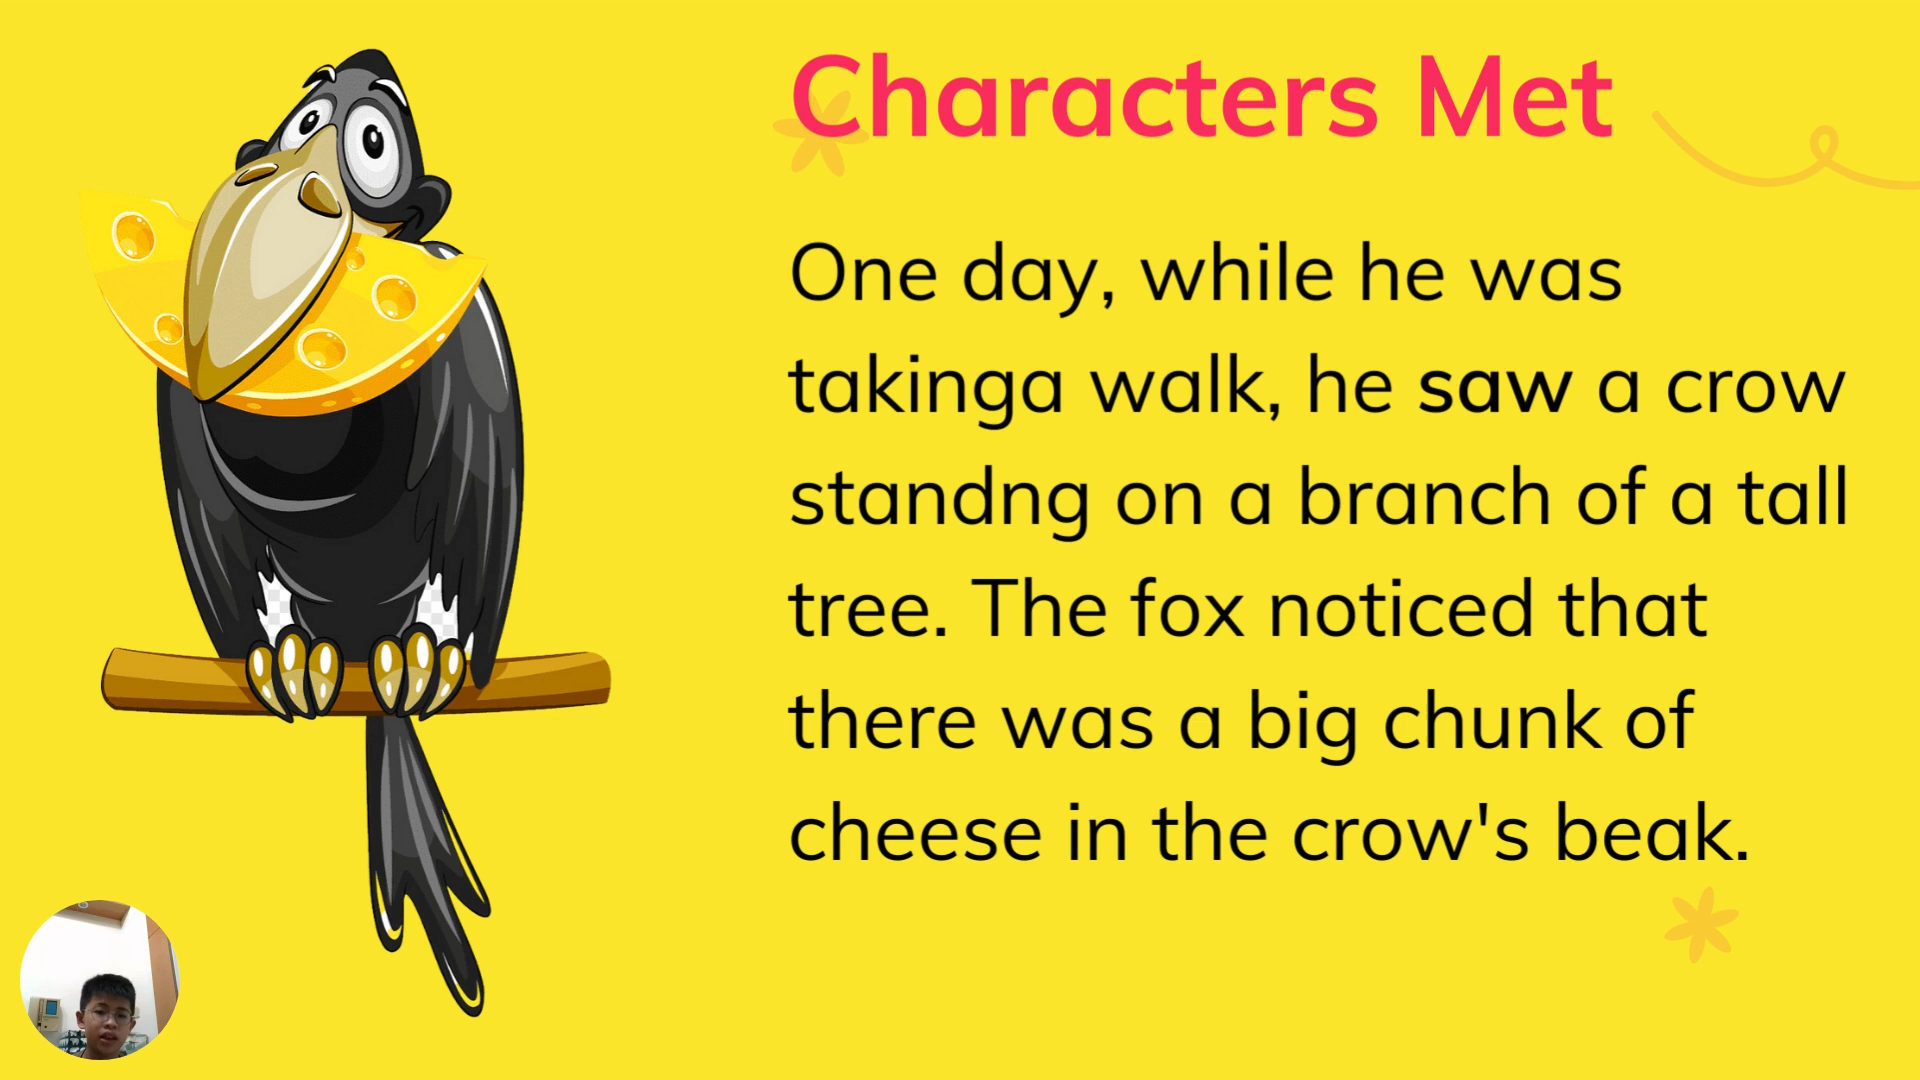 Characters Met
One day, while he was
takinga walk, he saw a crow
standng on a branch of a tall
tree. The fox noticed that
there was a big chunk of
cheese in the crow's beak.